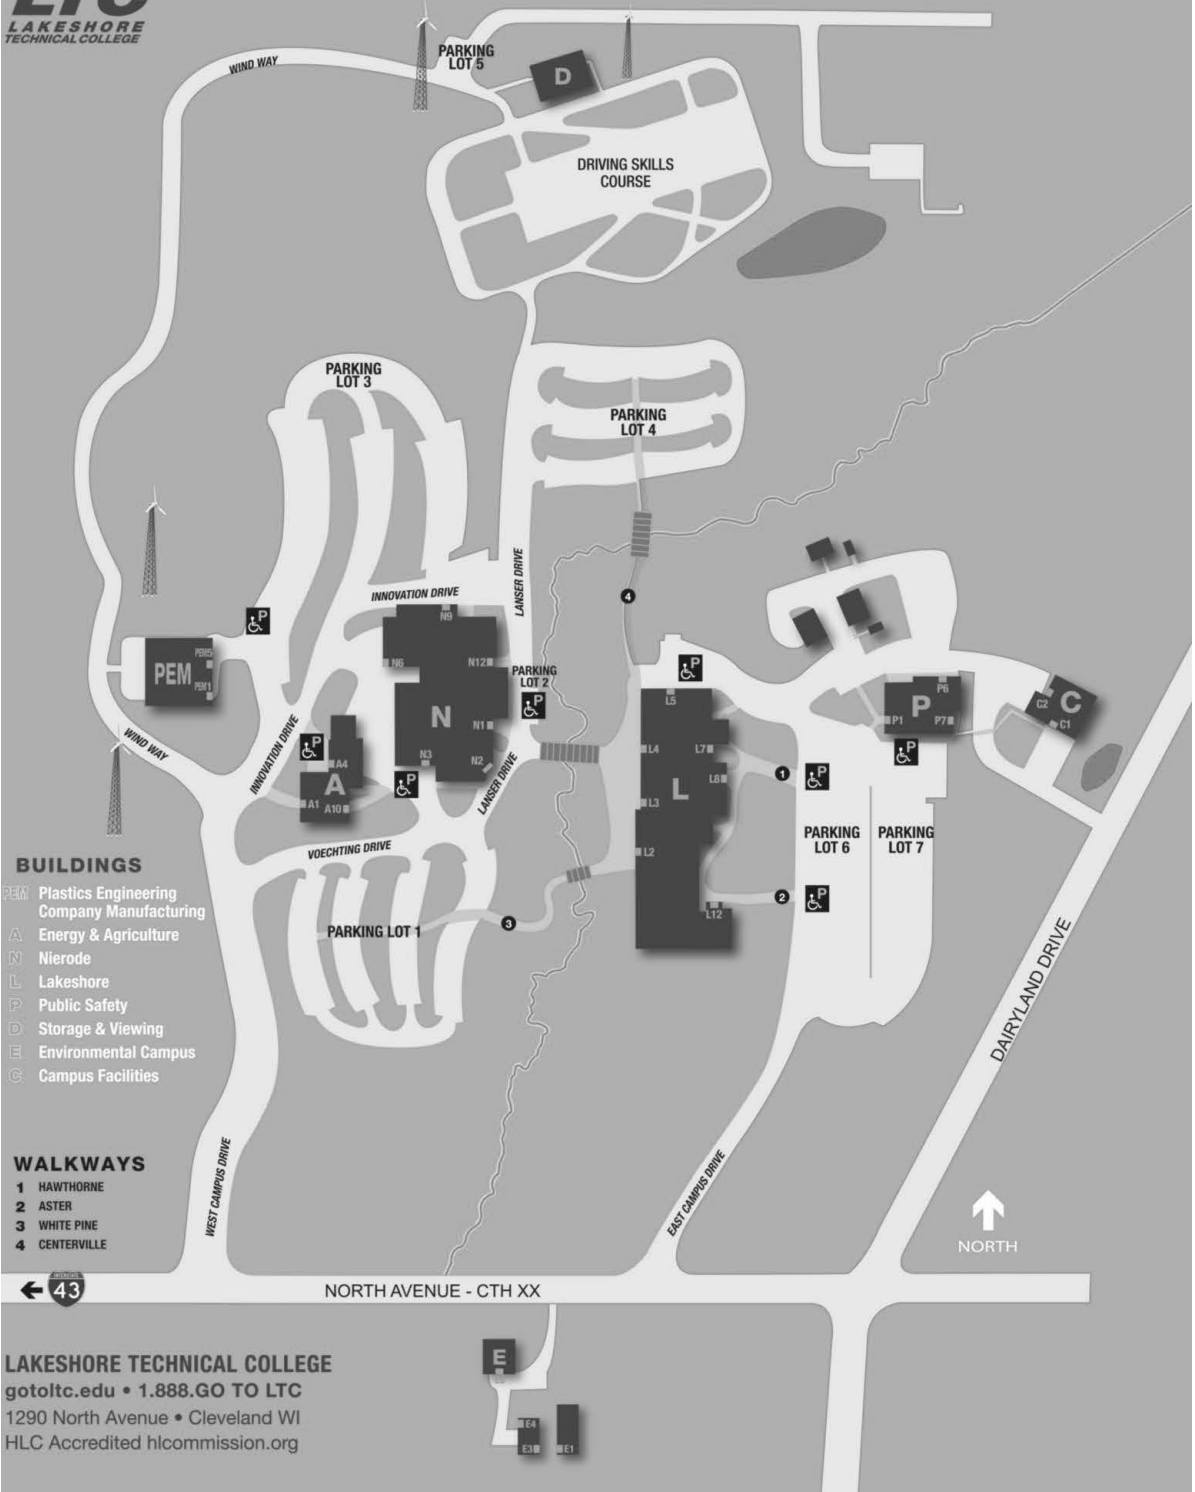 LTC
LAKESHORE
TECHNICAL COLLEGE
WIND WAY
PARKING
LOT 5
D
DRIVING SKILLS
COURSE
PARKING
LOT 3
PARKING
LOT 4
INNOVATION DRIVE
LANSER DRIVE
4
P
N9
PEM
PEM5
PEM1
N6
N12
N
N1
N3
N2
PARKING
LOT 2
P
P
L5
L4
L7
L8
L
L3
L2
L12
P
P6
P1
P7
P
C2
C
C1
WIND WAY
INNOVATION DRIVE
P
A4
A
A1
A10
P
LANSER DRIVE
1
P
VOECHTING DRIVE
PARKING
LOT 6
PARKING
LOT 7
2
P
PARKING LOT 1
3
DAIRYLAND DRIVE
BUILDINGS
PEM Plastics Engineering
Company Manufacturing
A Energy & Agriculture
N Nierode
L Lakeshore
P Public Safety
D Storage & Viewing
E Environmental Campus
C Campus Facilities
WALKWAYS
1 HAWTHORNE
2 ASTER
3 WHITE PINE
4 CENTERVILLE
WEST CAMPUS DRIVE
EAST CAMPUS DRIVE
NORTH
INTERSTATE
43
NORTH AVENUE - CTH XX
E
E4
E3
E1
LAKESHORE TECHNICAL COLLEGE
gotoltc.edu • 1.888.GO TO LTC
1290 North Avenue • Cleveland WI
HLC Accredited hlcommission.org